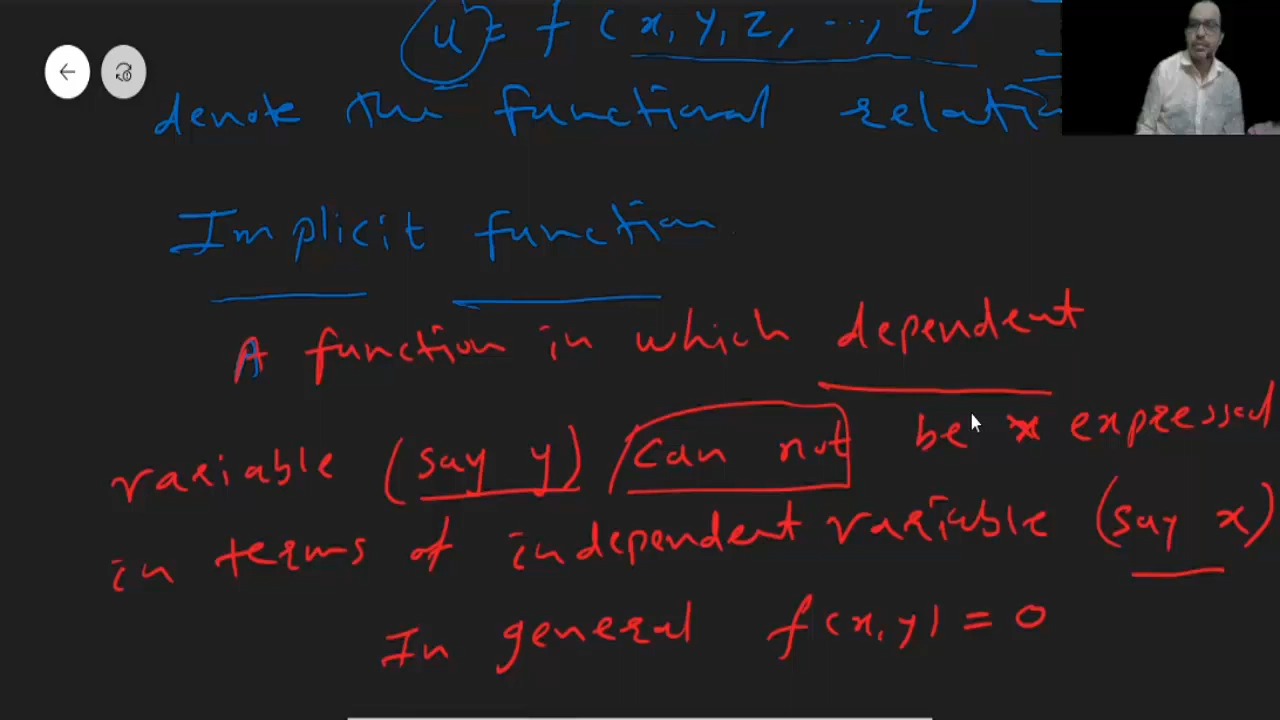 u = f(x, y, z, ..., t)
denote the functional
Implicit function
A function in which dependent
variable (say y) can not be expressed
in terms of independent variable (say x)
In general f(x, y) = 0